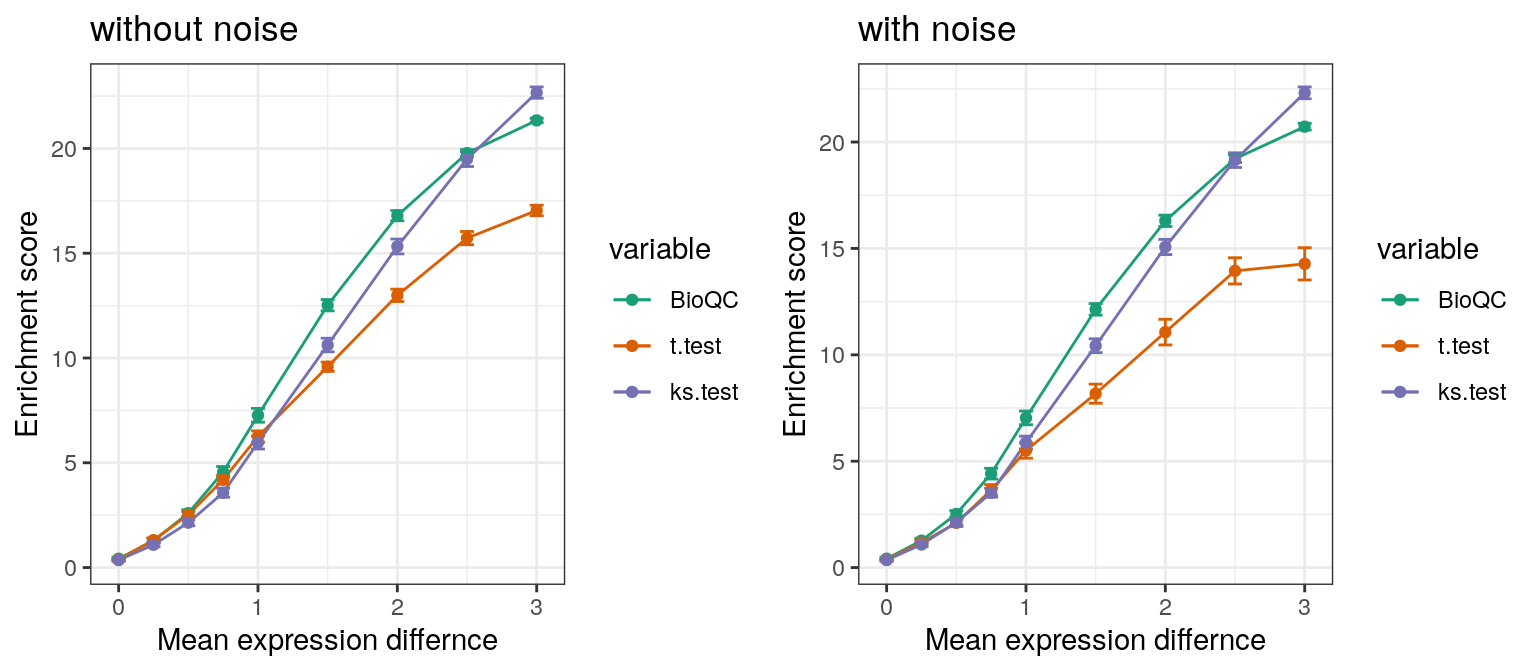 without noise
Enrichment score
20
15
10
5
0
0 1 2 3
Mean expression differnce
variable
BioQC
t.test
ks.test
with noise
Enrichment score
20
15
10
5
0
0 1 2 3
Mean expression differnce
variable
BioQC
t.test
ks.test